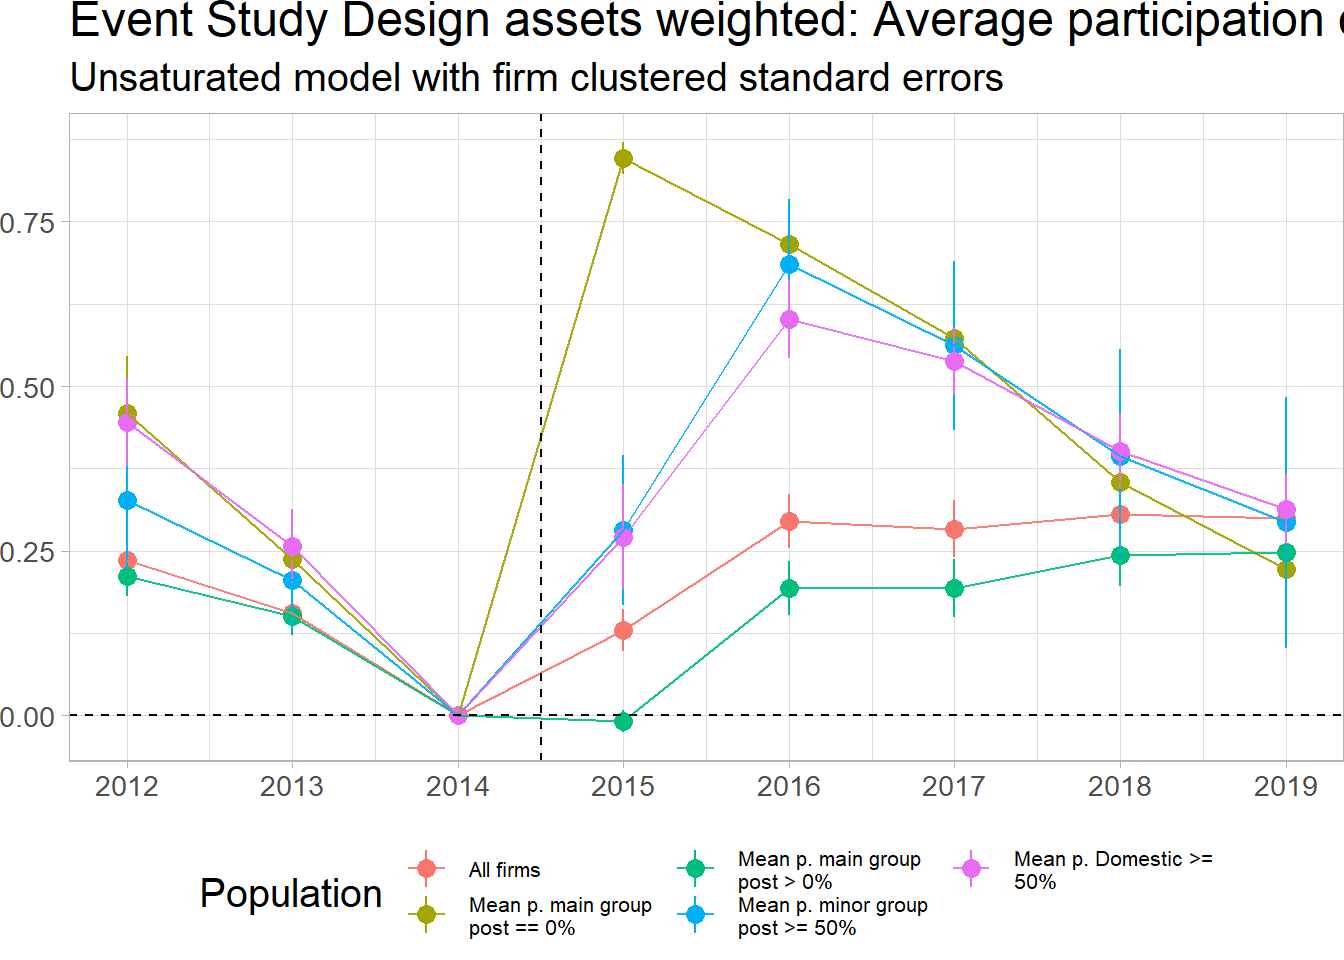 Event Study Design assets weighted: Average participation
Unsaturated model with firm clustered standard errors
0.75
0.50
0.25
0.00
2012 2013 2014 2015 2016 2017 2018 2019
Population
All firms
Mean p. main group
post == 0%
Mean p. main group
post > 0%
Mean p. minor group
post >= 50%
Mean p. Domestic >=
50%